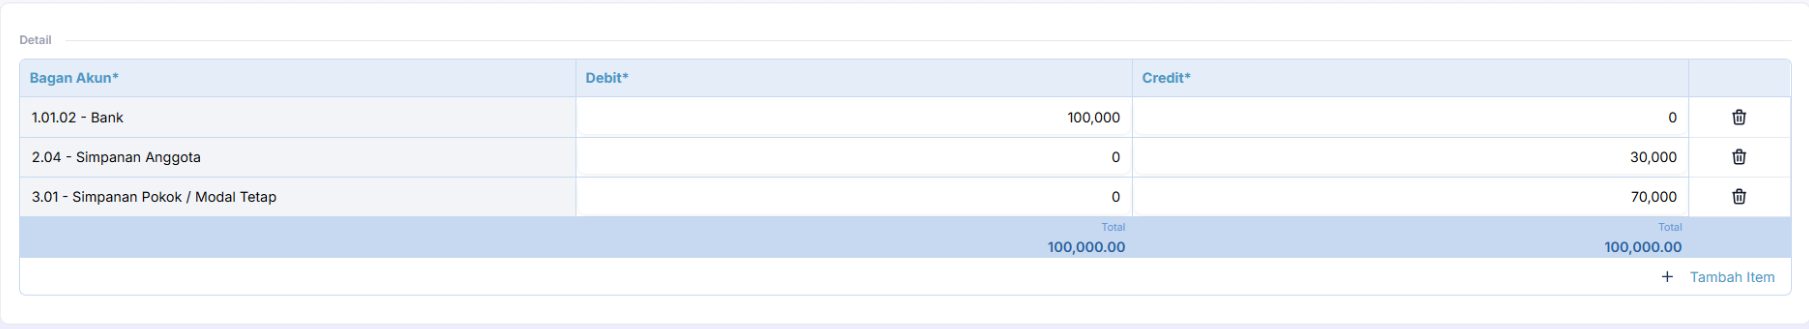 Detail
Bagan Akun* Debit* Credit*
1.01.02 - Bank 100,000 0
2.04 - Simpanan Anggota 0 30,000
3.01 - Simpanan Pokok / Modal Tetap 0 70,000
Total Total
100,000.00 100,000.00
+ Tambah Item